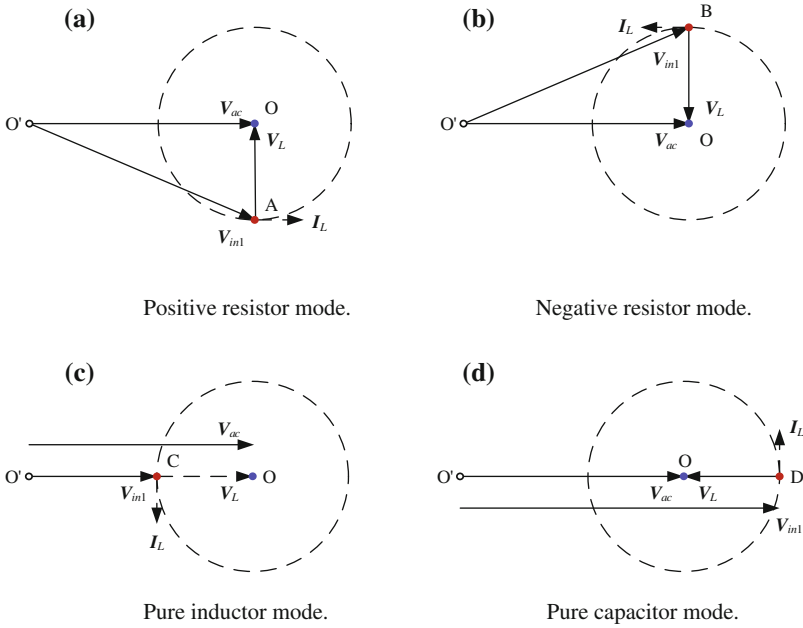 (a)
V_ac
O
O'
V_L
A
V_in1
I_L
Positive resistor mode.
(b)
B
I_L
V_in1
V_L
O'
V_ac
O
Negative resistor mode.
(c)
V_ac
C
O'
O
V_in1
V_L
I_L
Pure inductor mode.
(d)
I_L
O
O'
D
V_ac
V_L
V_in1
Pure capacitor mode.